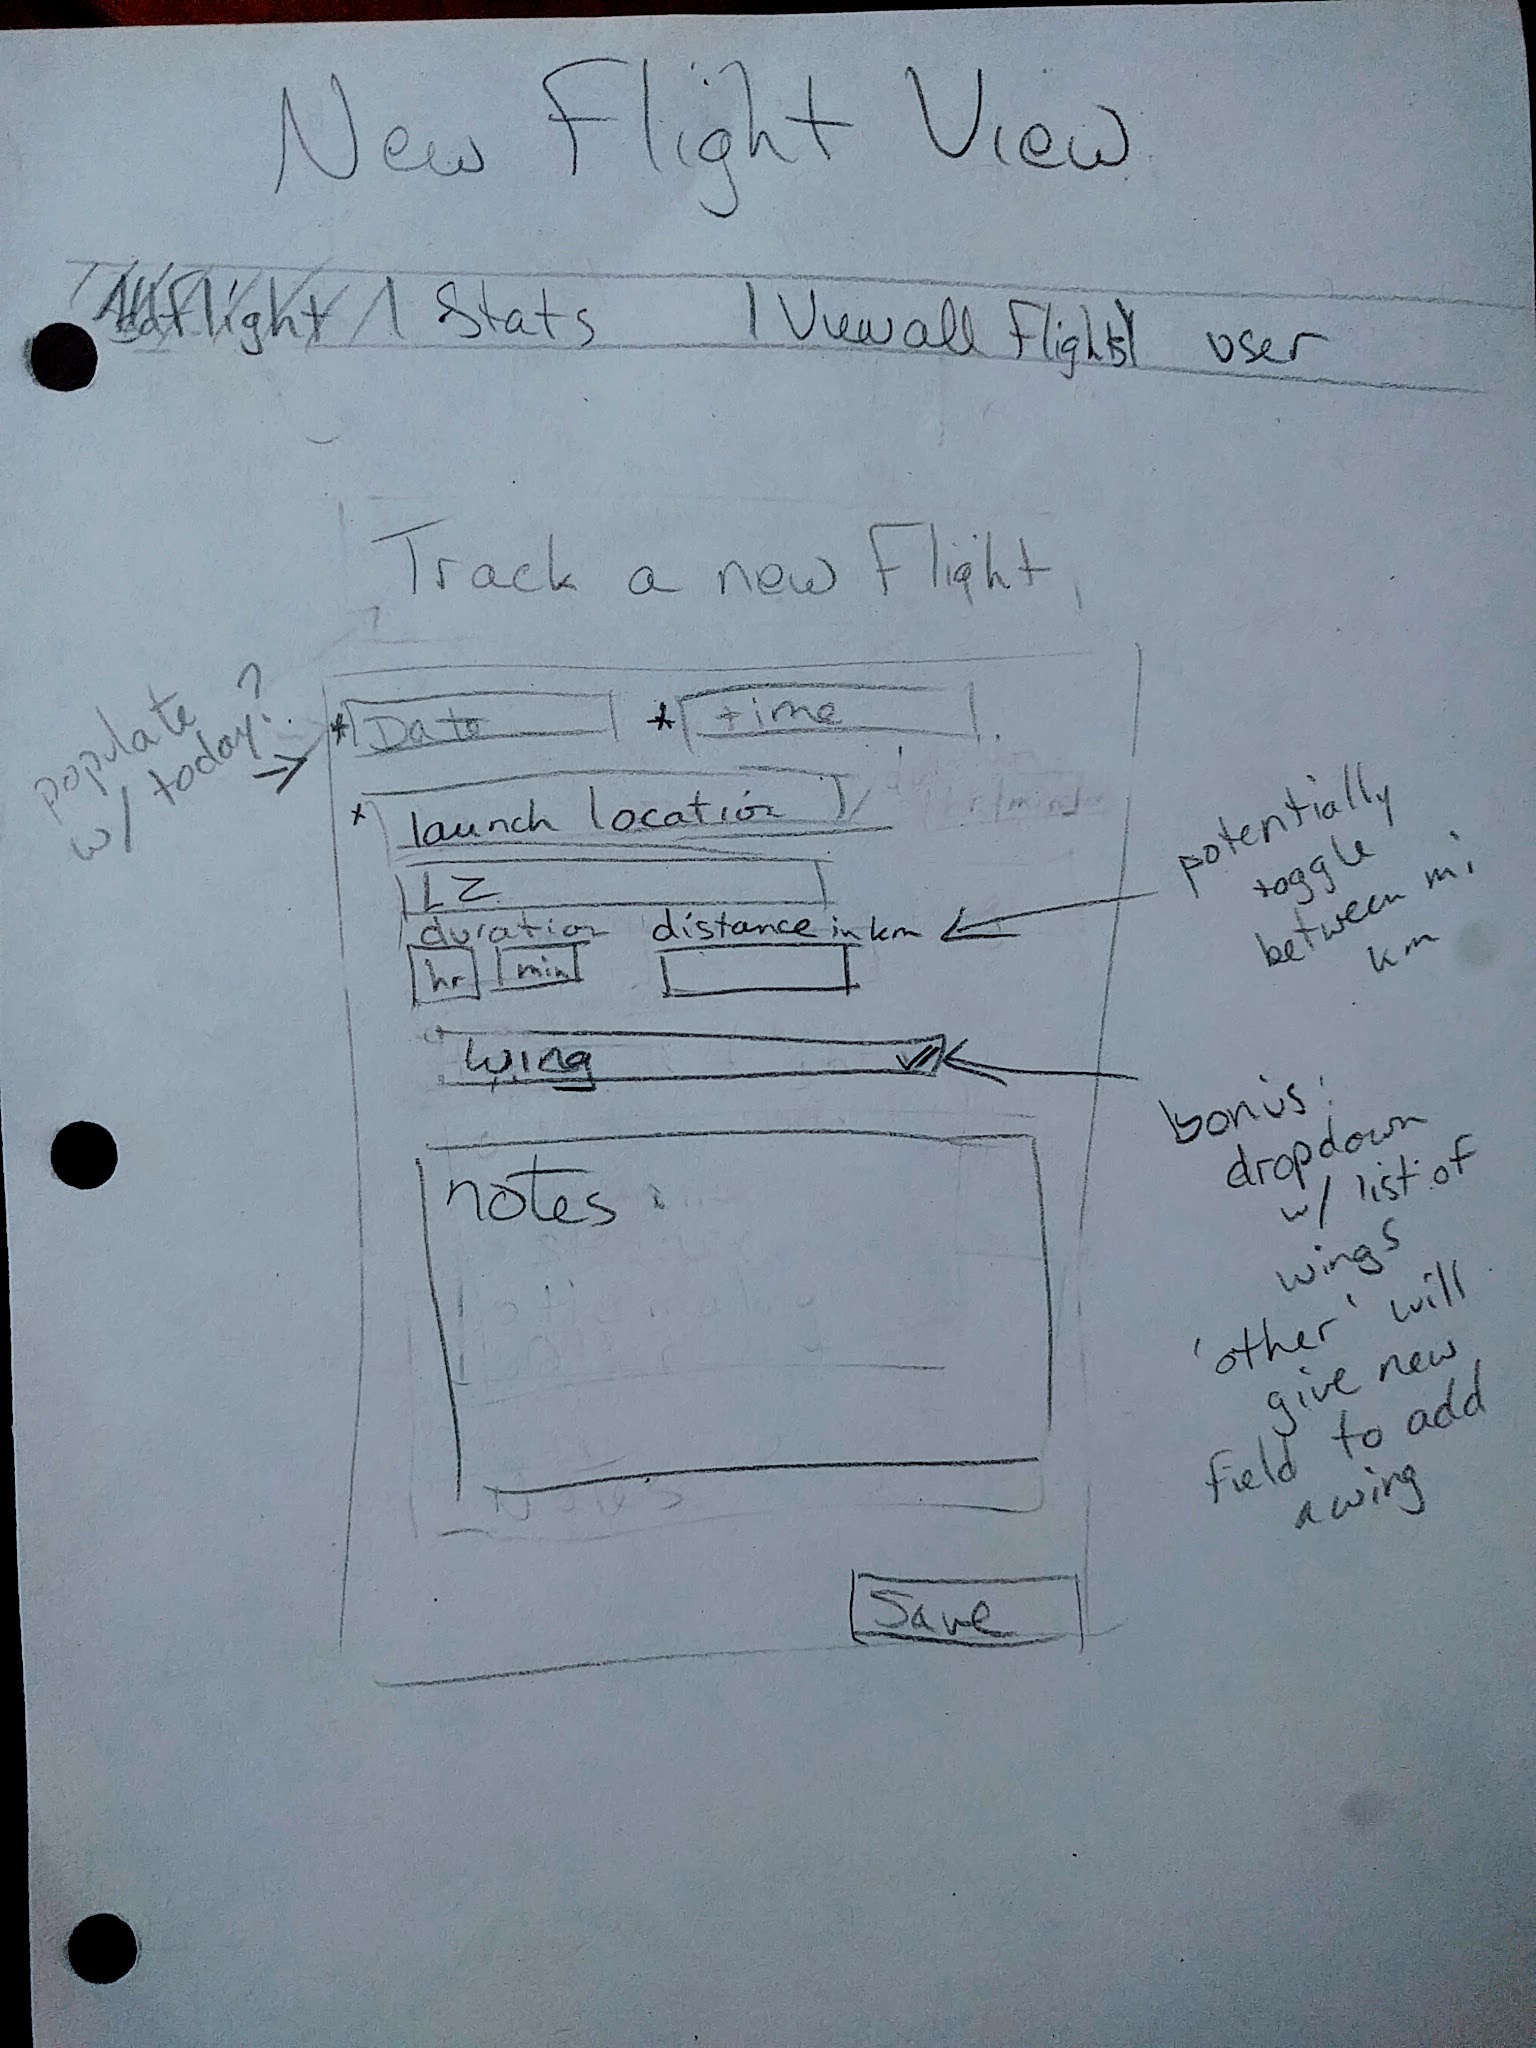 New Flight View
Add Flight | Stats | View all Flights | user
Track a new Flight
populate
w/ today?
* Date * time
* launch location
LZ
duration distance in km
hr min
potentially
toggle
between mi
km
wing
bonus:
dropdown
w/ list of
wings
'other' will
give new
field to add
a wing
notes:
Notes
Save